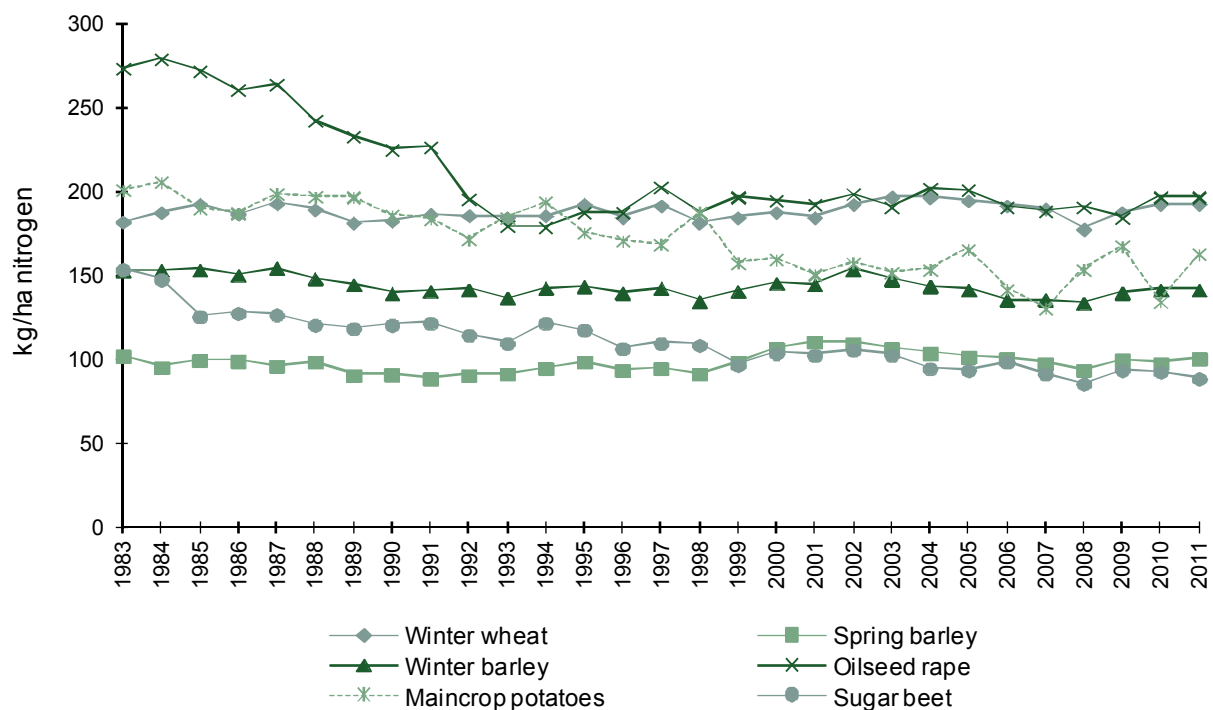 300
250
200
150
100
50
0
kg/ha nitrogen
1983 1984 1985 1986 1987 1988 1989 1990 1991 1992 1993 1994 1995 1996 1997 1998 1999 2000 2001 2002 2003 2004 2005 2006 2007 2008 2009 2010 2011
Winter wheat Spring barley
Winter barley Oilseed rape
Maincrop potatoes Sugar beet